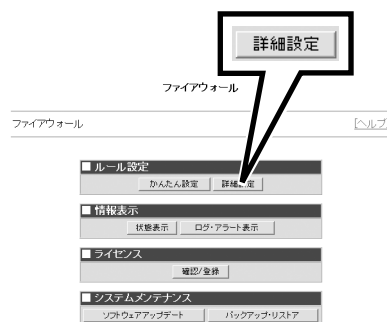 詳細設定
ファイアウォール
ファイアウォール [ヘルプ
■ ルール設定
かんたん設定 詳細設定
■ 情報表示
状態表示 ログ・アラート表示
■ ライセンス
確認/登録
■ システムメンテナンス
ソフトウェアアップデート バックアップ・リストア